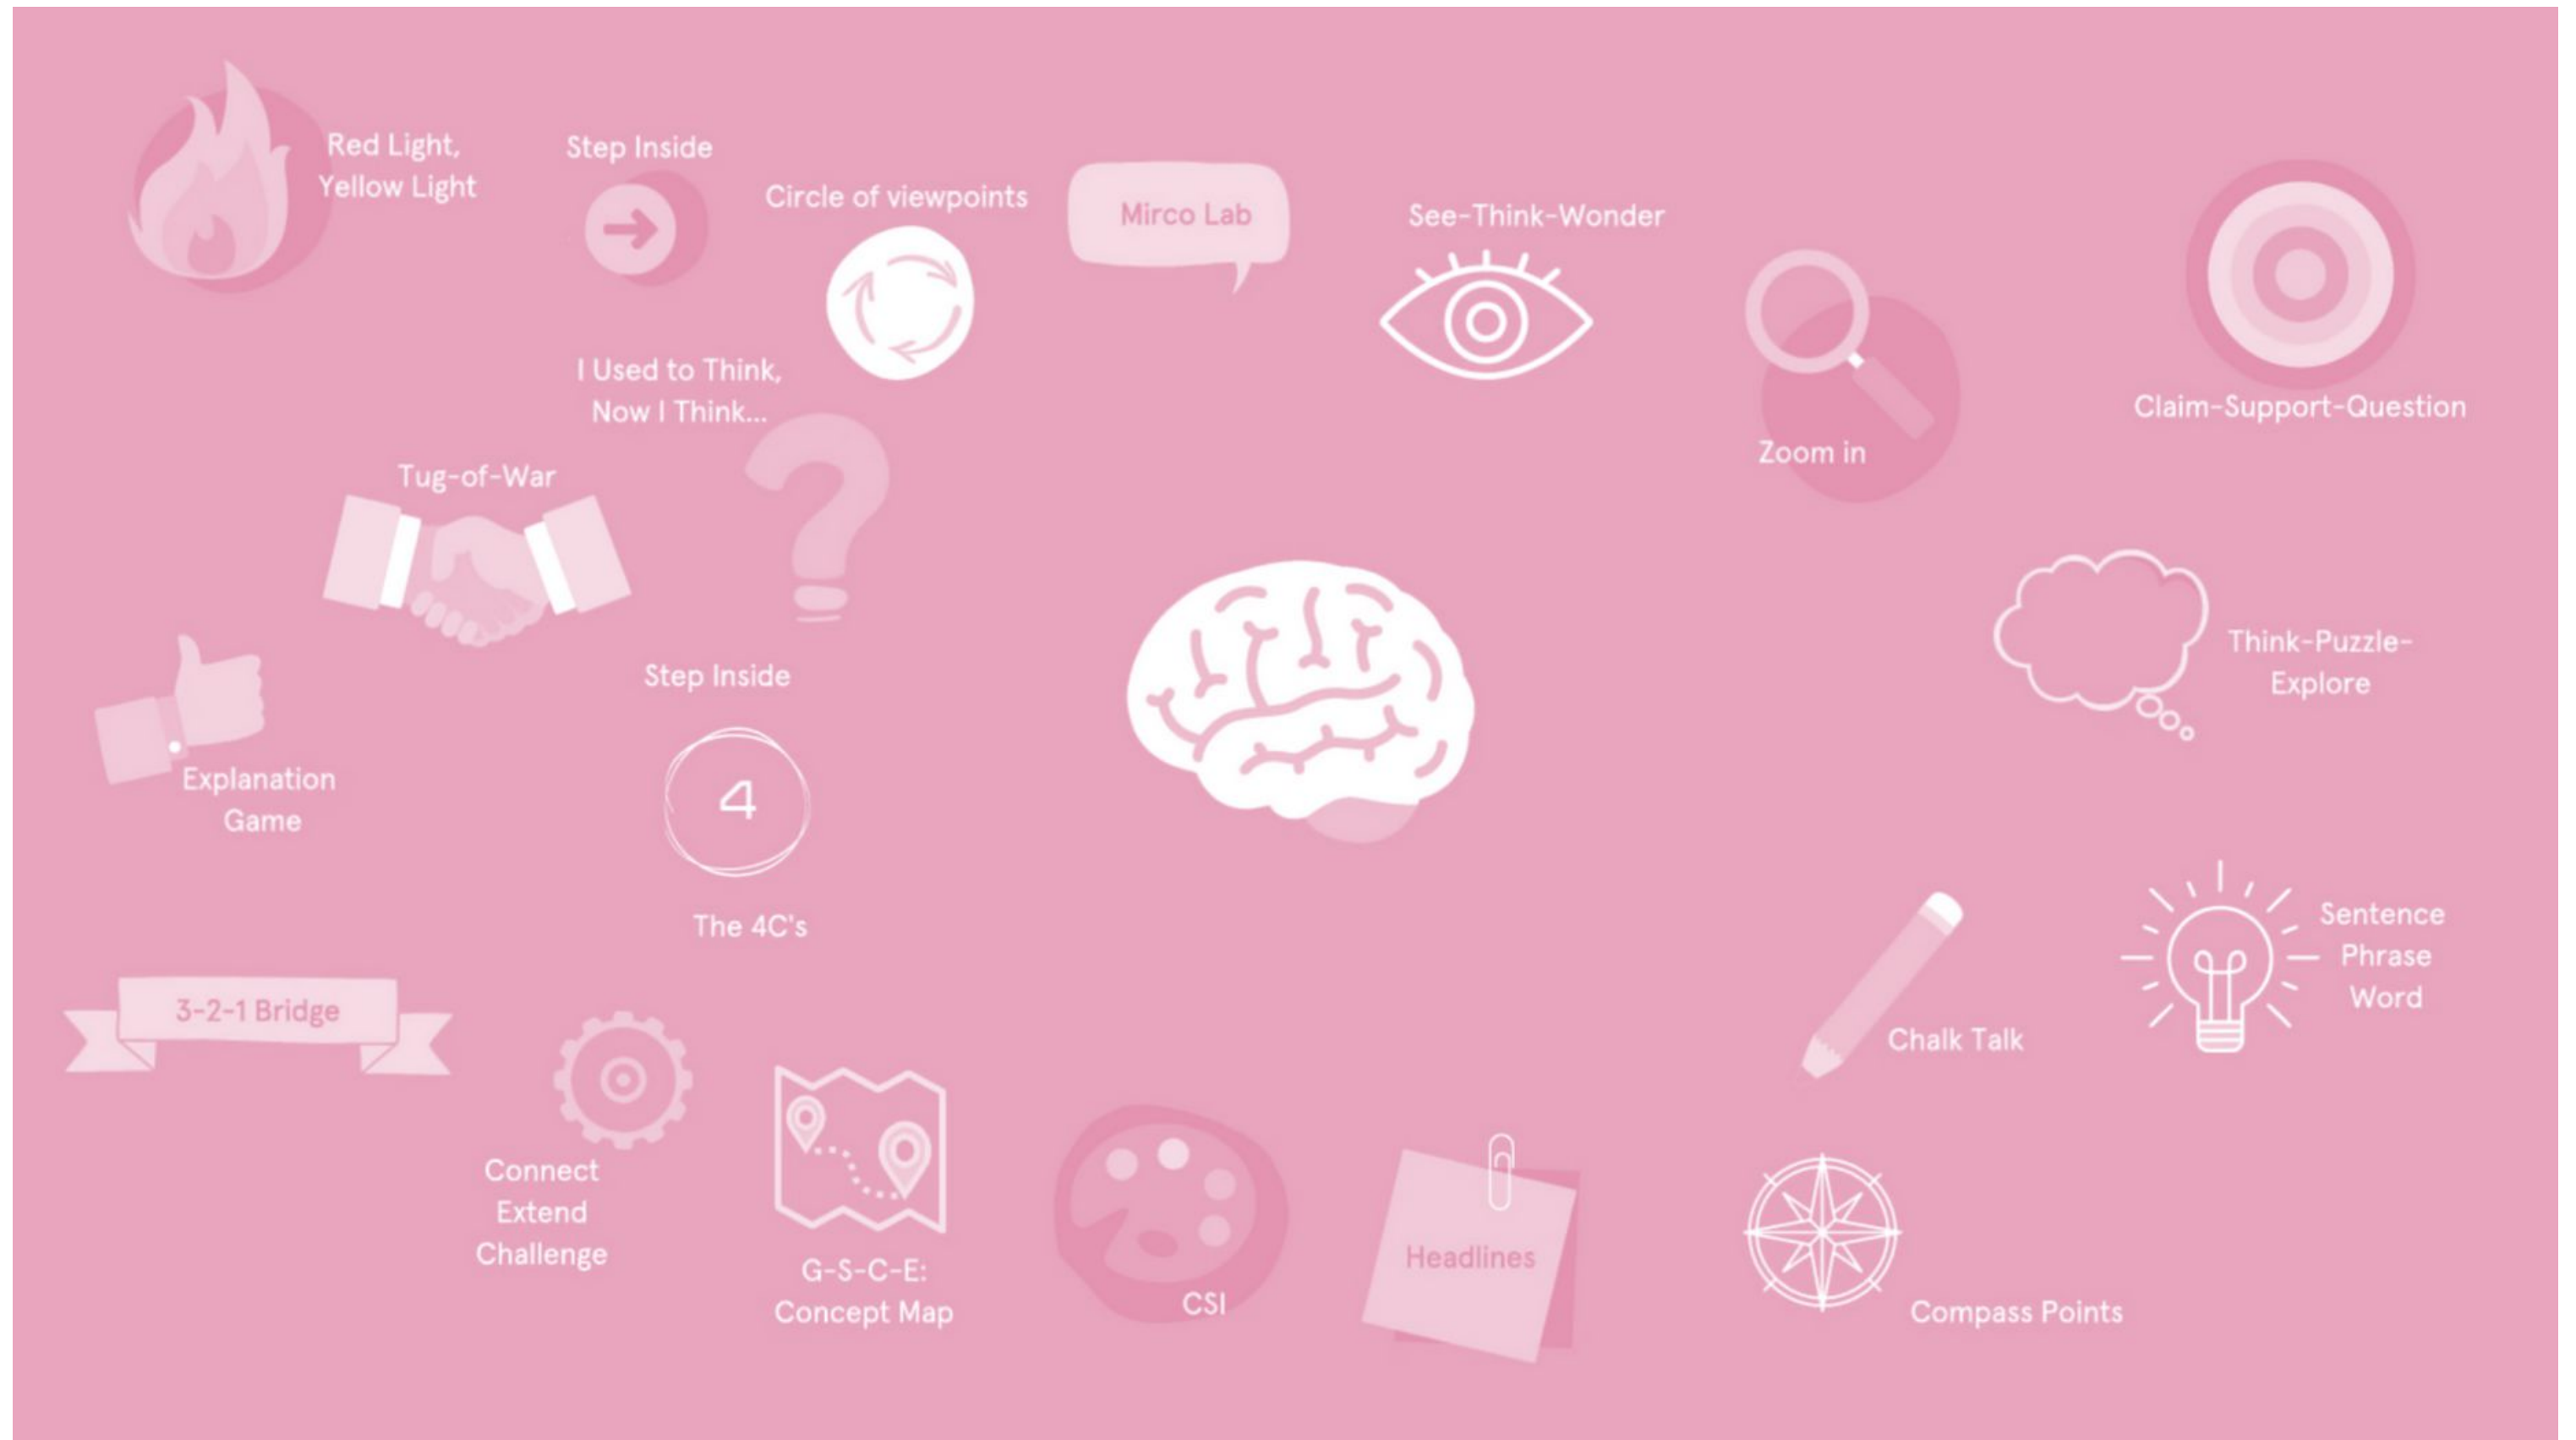 Red Light,
Yellow Light
Step Inside
Circle of viewpoints
Mirco Lab
See-Think-Wonder
Zoom in
Claim-Support-Question
I Used to Think,
Now I Think...
Tug-of-War
Step Inside
Explanation
Game
4
The 4C's
Think-Puzzle-
Explore
Sentence
Phrase
Word
Chalk Talk
3-2-1 Bridge
Connect
Extend
Challenge
G-S-C-E:
Concept Map
CSI
Headlines
Compass Points